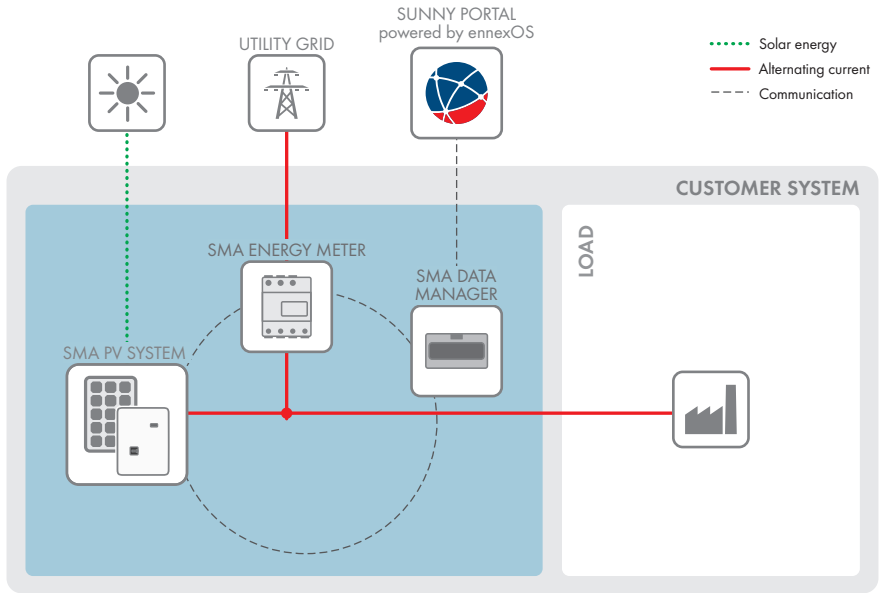 SUNNY PORTAL
powered by ennexOS
UTILITY GRID
Solar energy
Alternating current
Communication
CUSTOMER SYSTEM
LOAD
SMA ENERGY METER
SMA DATA
MANAGER
SMA PV SYSTEM